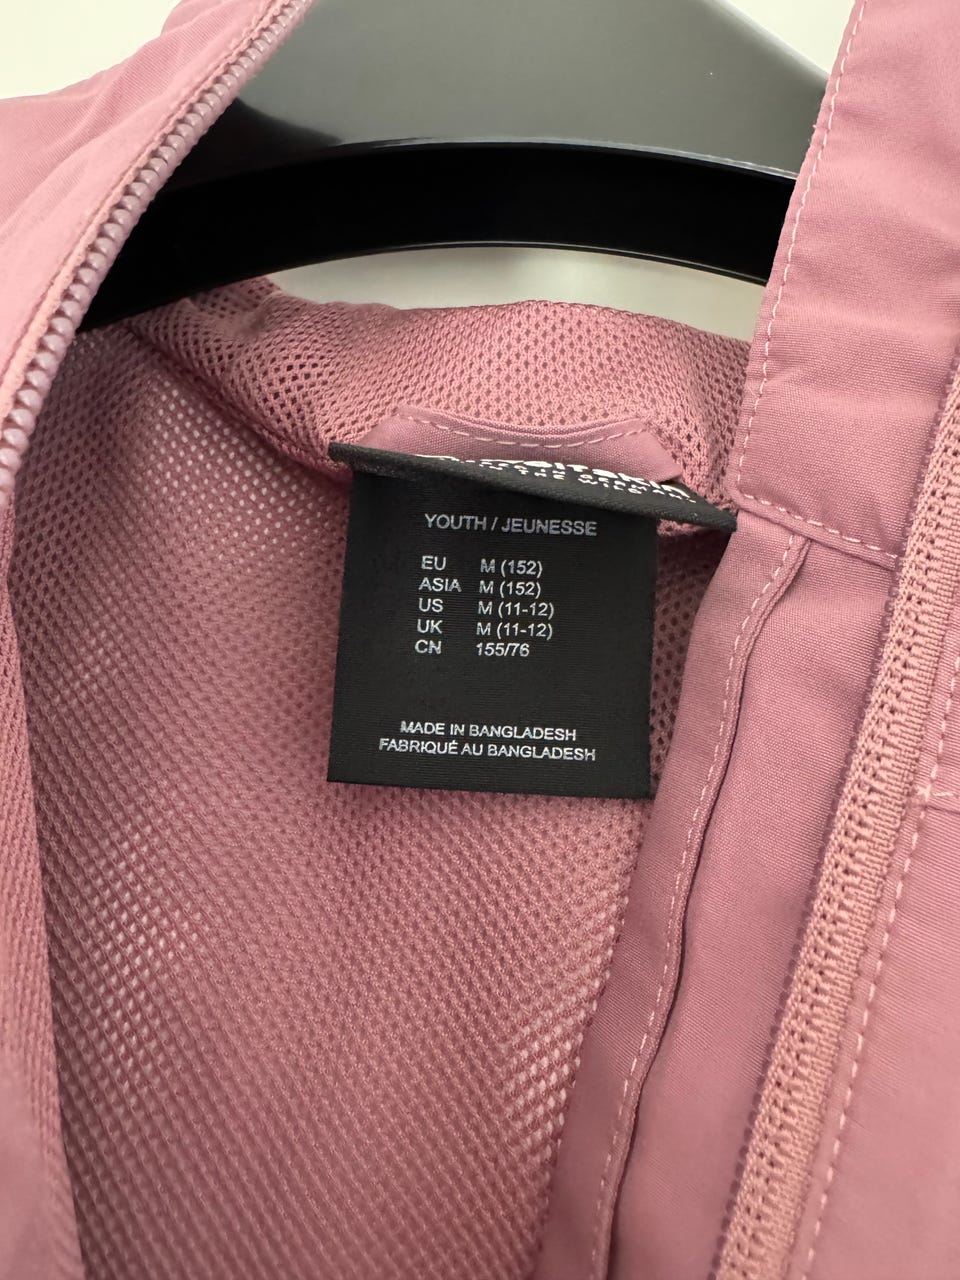 YOUTH / JEUNESSE
EU M (152)
ASIA M (152)
US M (11-12)
UK M (11-12)
CN 155/76
MADE IN BANGLADESH
FABRIQUÉ AU BANGLADESH